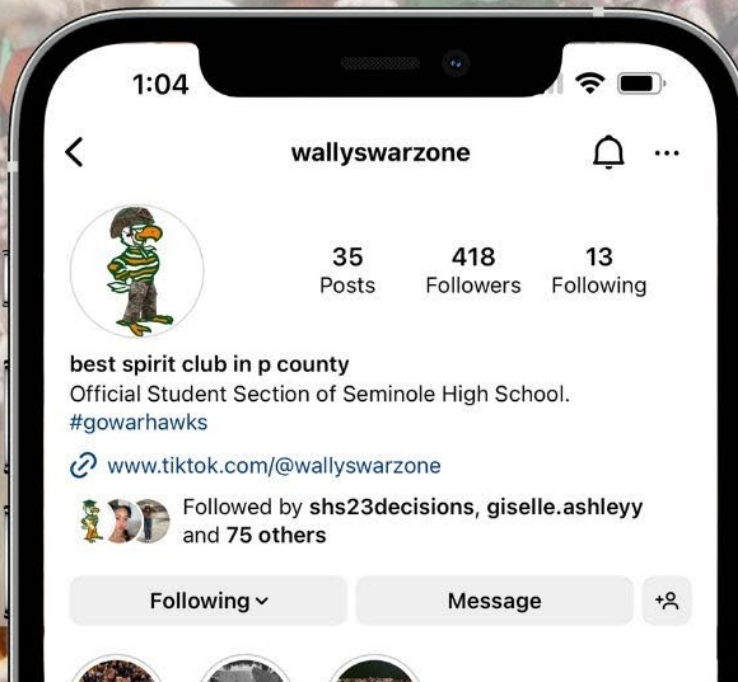 1:04
wallyswarzone
35 418 13
Posts Followers Following
best spirit club in p county
Official Student Section of Seminole High School.
#gowarhawks
www.tiktok.com/@wallyswarzone
Followed by shs23decisions, giselle.ashleyy
and 75 others
Following Message